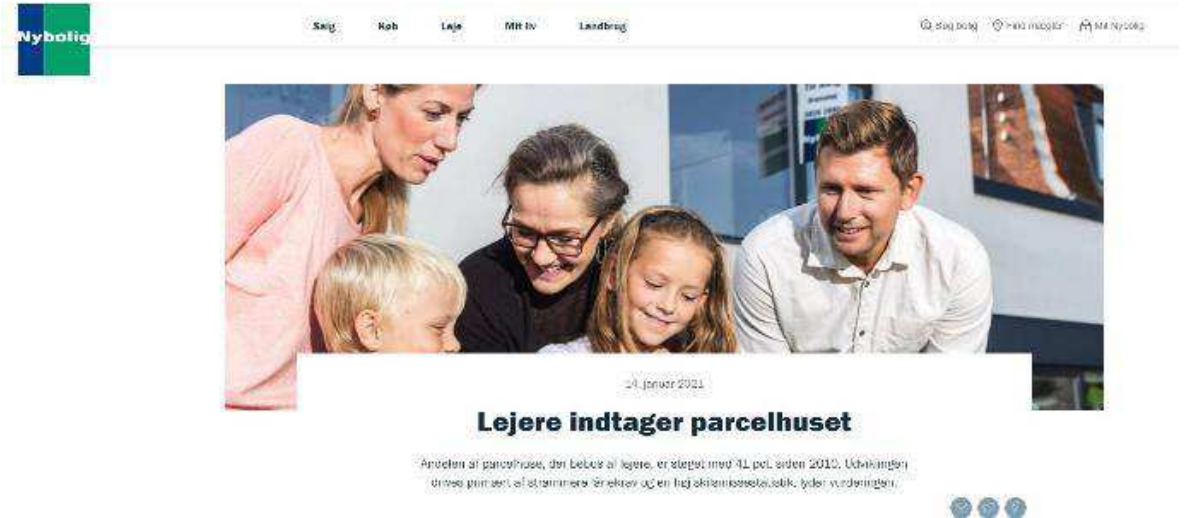 Nybolig
Salg Køb Leje Mit liv Landbrug
Søg bolig Find mægler Mit Nybolig
14. januar 2021
Lejere indtager parcelhuset
Andelen af parcelhuse, der bebos af lejere, er steget med 41 pct. siden 2010. Udviklingen
drives primært af strammere lånekrav og en høj skilsmissestatistik, lyder vurderingen.